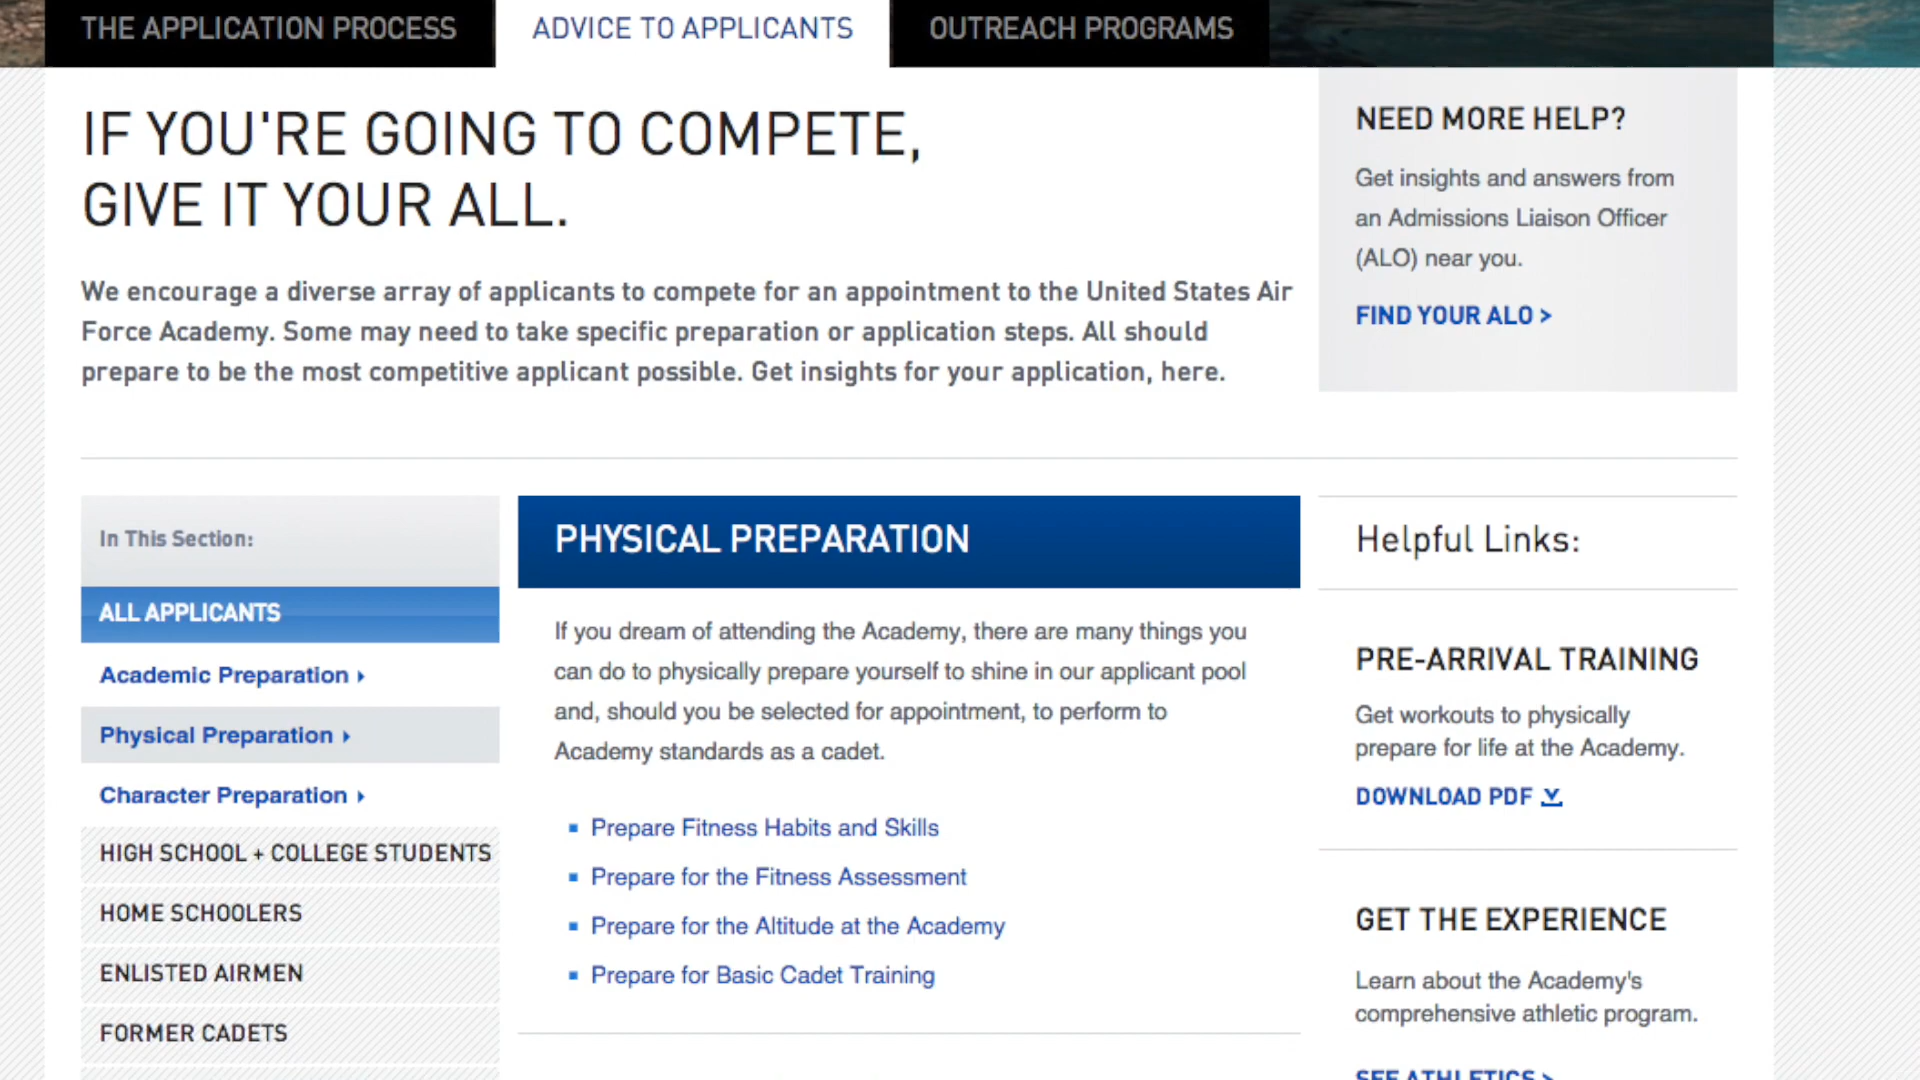 THE APPLICATION PROCESS
ADVICE TO APPLICANTS
OUTREACH PROGRAMS
IF YOU'RE GOING TO COMPETE,
GIVE IT YOUR ALL.
We encourage a diverse array of applicants to compete for an appointment to the United States Air
Force Academy. Some may need to take specific preparation or application steps. All should
prepare to be the most competitive applicant possible. Get insights for your application, here.
NEED MORE HELP?
Get insights and answers from
an Admissions Liaison Officer
(ALO) near you.
FIND YOUR ALO >
In This Section:
ALL APPLICANTS
Academic Preparation
Physical Preparation
Character Preparation
HIGH SCHOOL + COLLEGE STUDENTS
HOME SCHOOLERS
ENLISTED AIRMEN
FORMER CADETS
PHYSICAL PREPARATION
If you dream of attending the Academy, there are many things you
can do to physically prepare yourself to shine in our applicant pool
and, should you be selected for appointment, to perform to
Academy standards as a cadet.
Prepare Fitness Habits and Skills
Prepare for the Fitness Assessment
Prepare for the Altitude at the Academy
Prepare for Basic Cadet Training
Helpful Links:
PRE-ARRIVAL TRAINING
Get workouts to physically
prepare for life at the Academy.
DOWNLOAD PDF
GET THE EXPERIENCE
Learn about the Academy's
comprehensive athletic program.
SEE ATHLETICS >